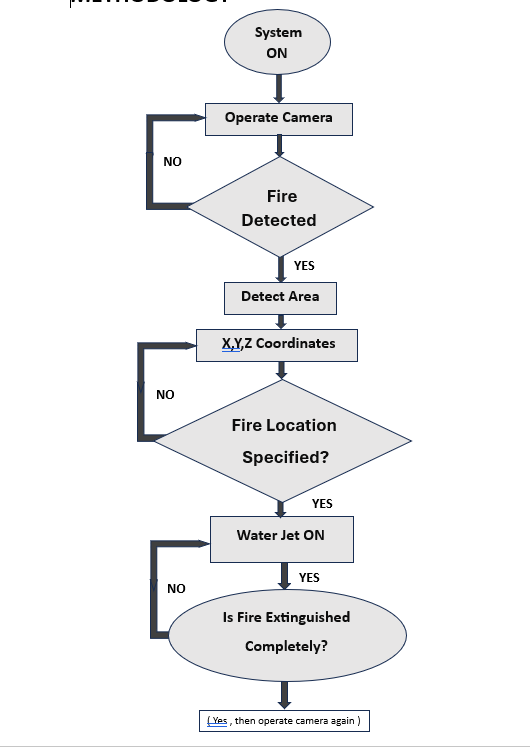 METHODOLOGY
System
ON
Operate Camera
NO
Fire
Detected
YES
Detect Area
X,Y,Z Coordinates
NO
Fire Location
Specified?
YES
Water Jet ON
YES
NO
Is Fire Extinguished
Completely?
( Yes , then operate camera again )